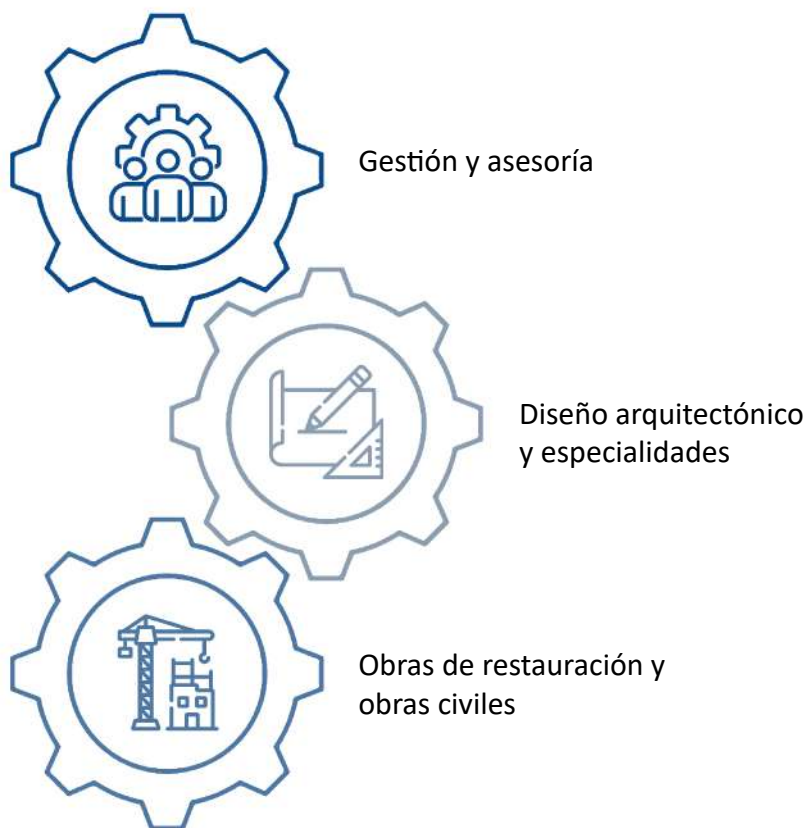 Gestión y asesoría
Diseño arquitectónico
y especialidades
Obras de restauración y
obras civiles